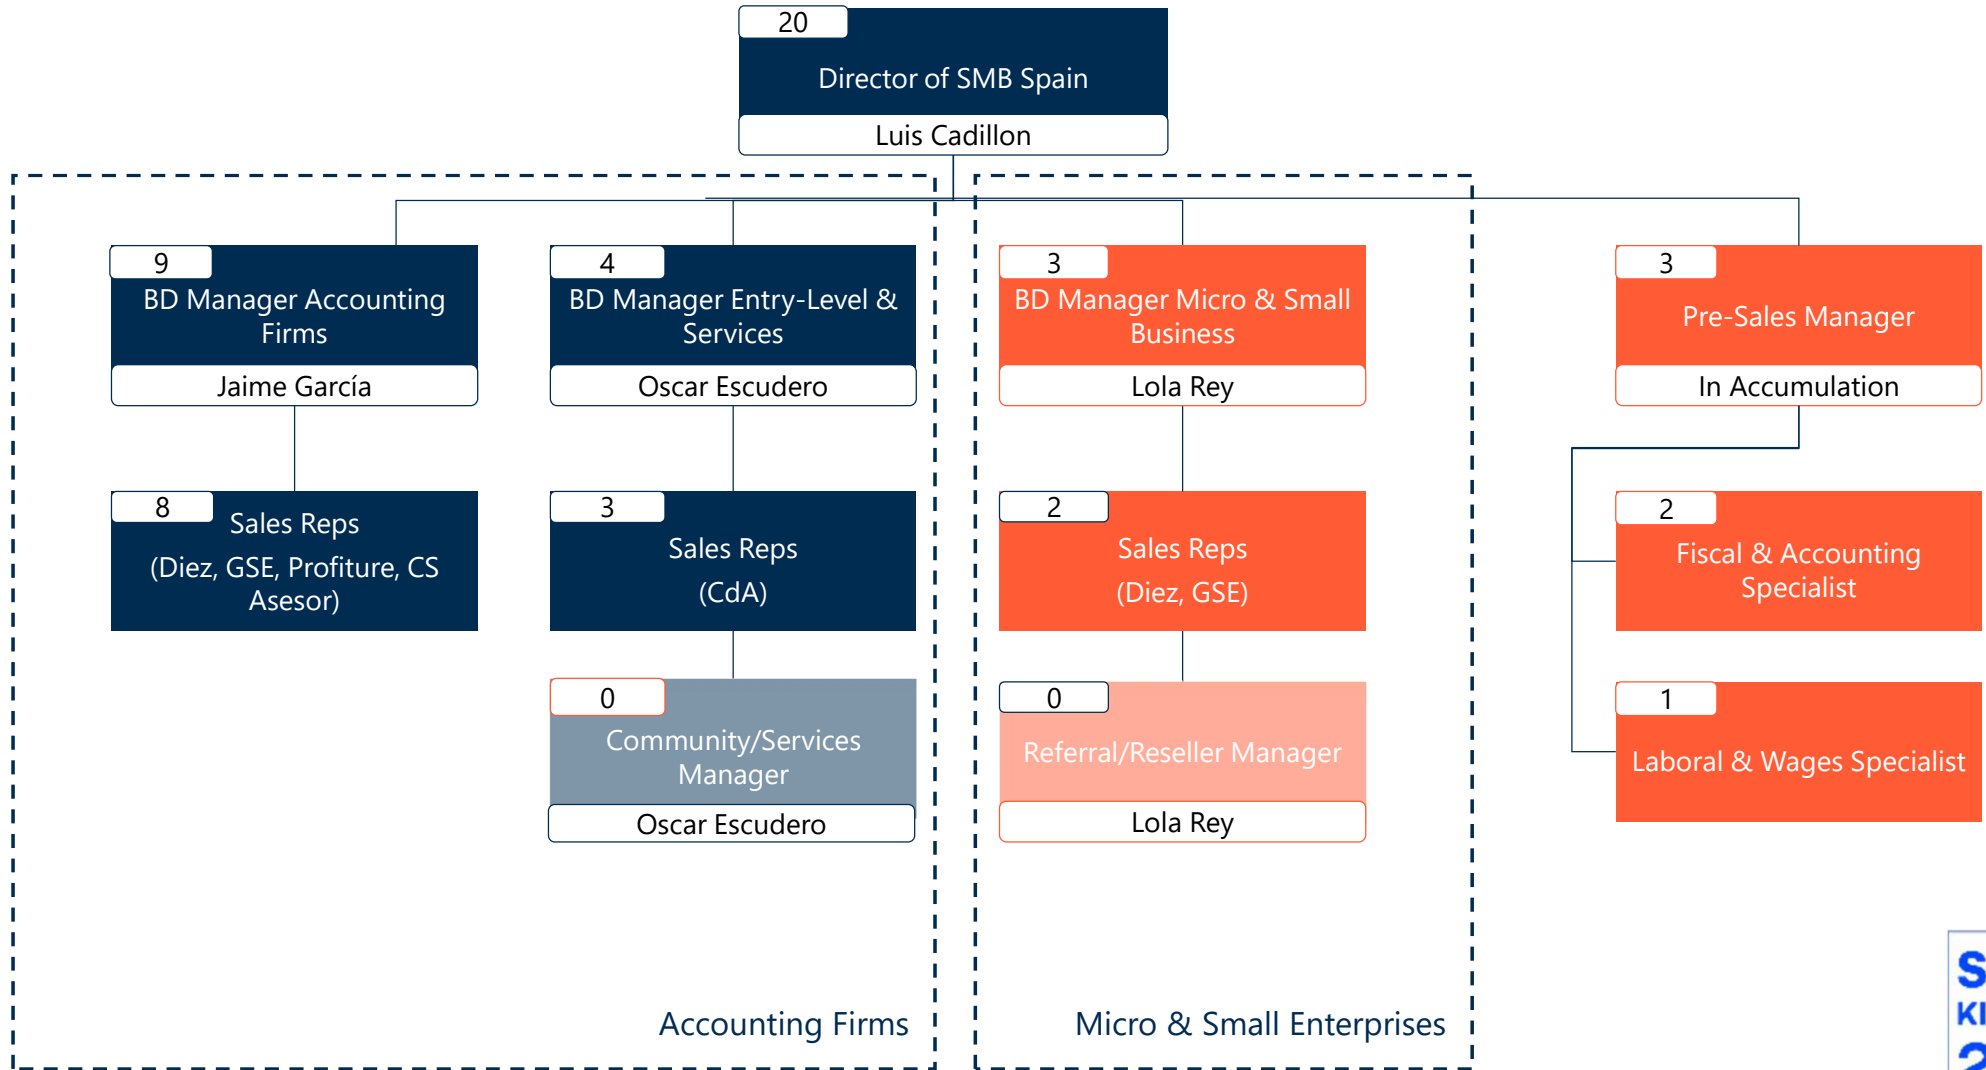 20
Director of SMB Spain
Luis Cadillon
9
BD Manager Accounting
Firms
Jaime García
4
BD Manager Entry-Level &
Services
Oscar Escudero
3
BD Manager Micro & Small
Business
Lola Rey
3
Pre-Sales Manager
In Accumulation
8
Sales Reps
(Diez, GSE, Profiture, CS
Asesor)
3
Sales Reps
(CdA)
2
Sales Reps
(Diez, GSE)
2
Fiscal & Accounting
Specialist
0
Community/Services
Manager
Oscar Escudero
0
Referral/Reseller Manager
Lola Rey
1
Laboral & Wages Specialist
Accounting Firms
Micro & Small Enterprises